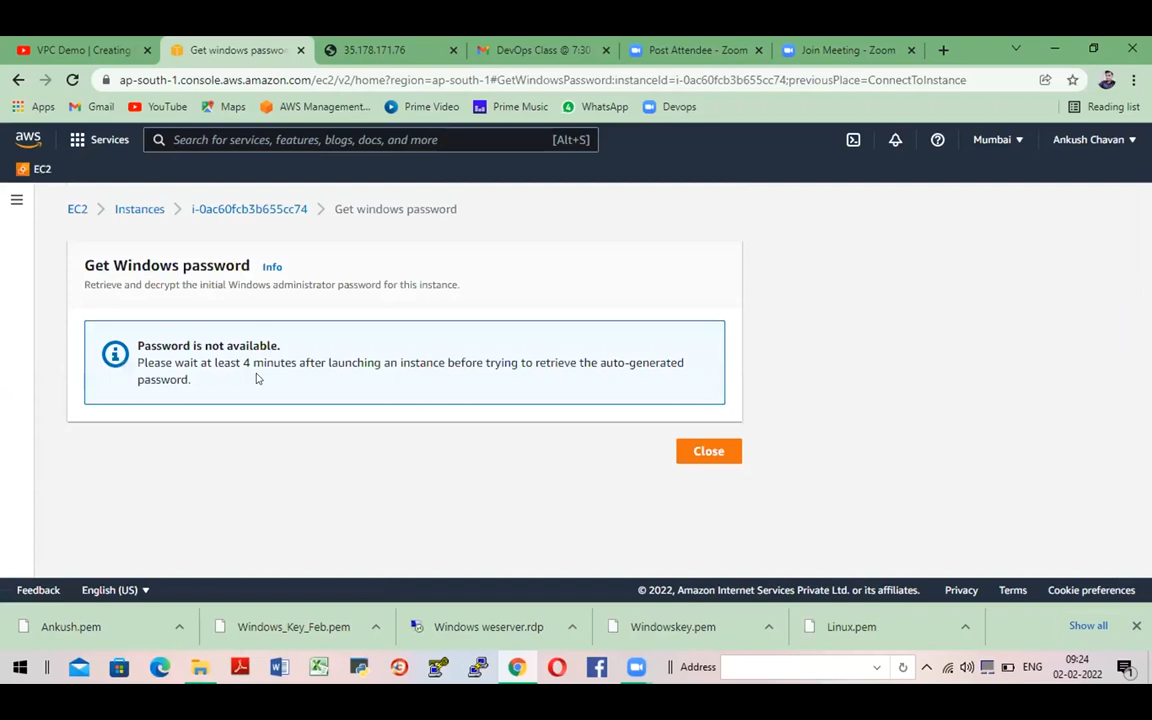 VPC Demo | Creating
Get windows passwo
35.178.171.76
DevOps Class @ 7:30
Post Attendee - Zoom
Join Meeting - Zoom
ap-south-1.console.aws.amazon.com/ec2/v2/home?region=ap-south-1#GetWindowsPassword:instanceId=i-0ac60fcb3b655cc74;previousPlace=ConnectToInstance
Apps Gmail YouTube Maps AWS Management... Prime Video Prime Music WhatsApp Devops Reading list
aws Services Search for services, features, blogs, docs, and more [Alt+S] Mumbai Ankush Chavan
EC2
EC2 Instances i-0ac60fcb3b655cc74 Get windows password
Get Windows password Info
Retrieve and decrypt the initial Windows administrator password for this instance.
Password is not available.
Please wait at least 4 minutes after launching an instance before trying to retrieve the auto-generated
password.
Close
Feedback English (US) © 2022, Amazon Internet Services Private Ltd. or its affiliates. Privacy Terms Cookie preferences
Ankush.pem Windows_Key_Feb.pem Windows weserver.rdp Windowskey.pem Linux.pem Show all
Address ENG 09:24
02-02-2022